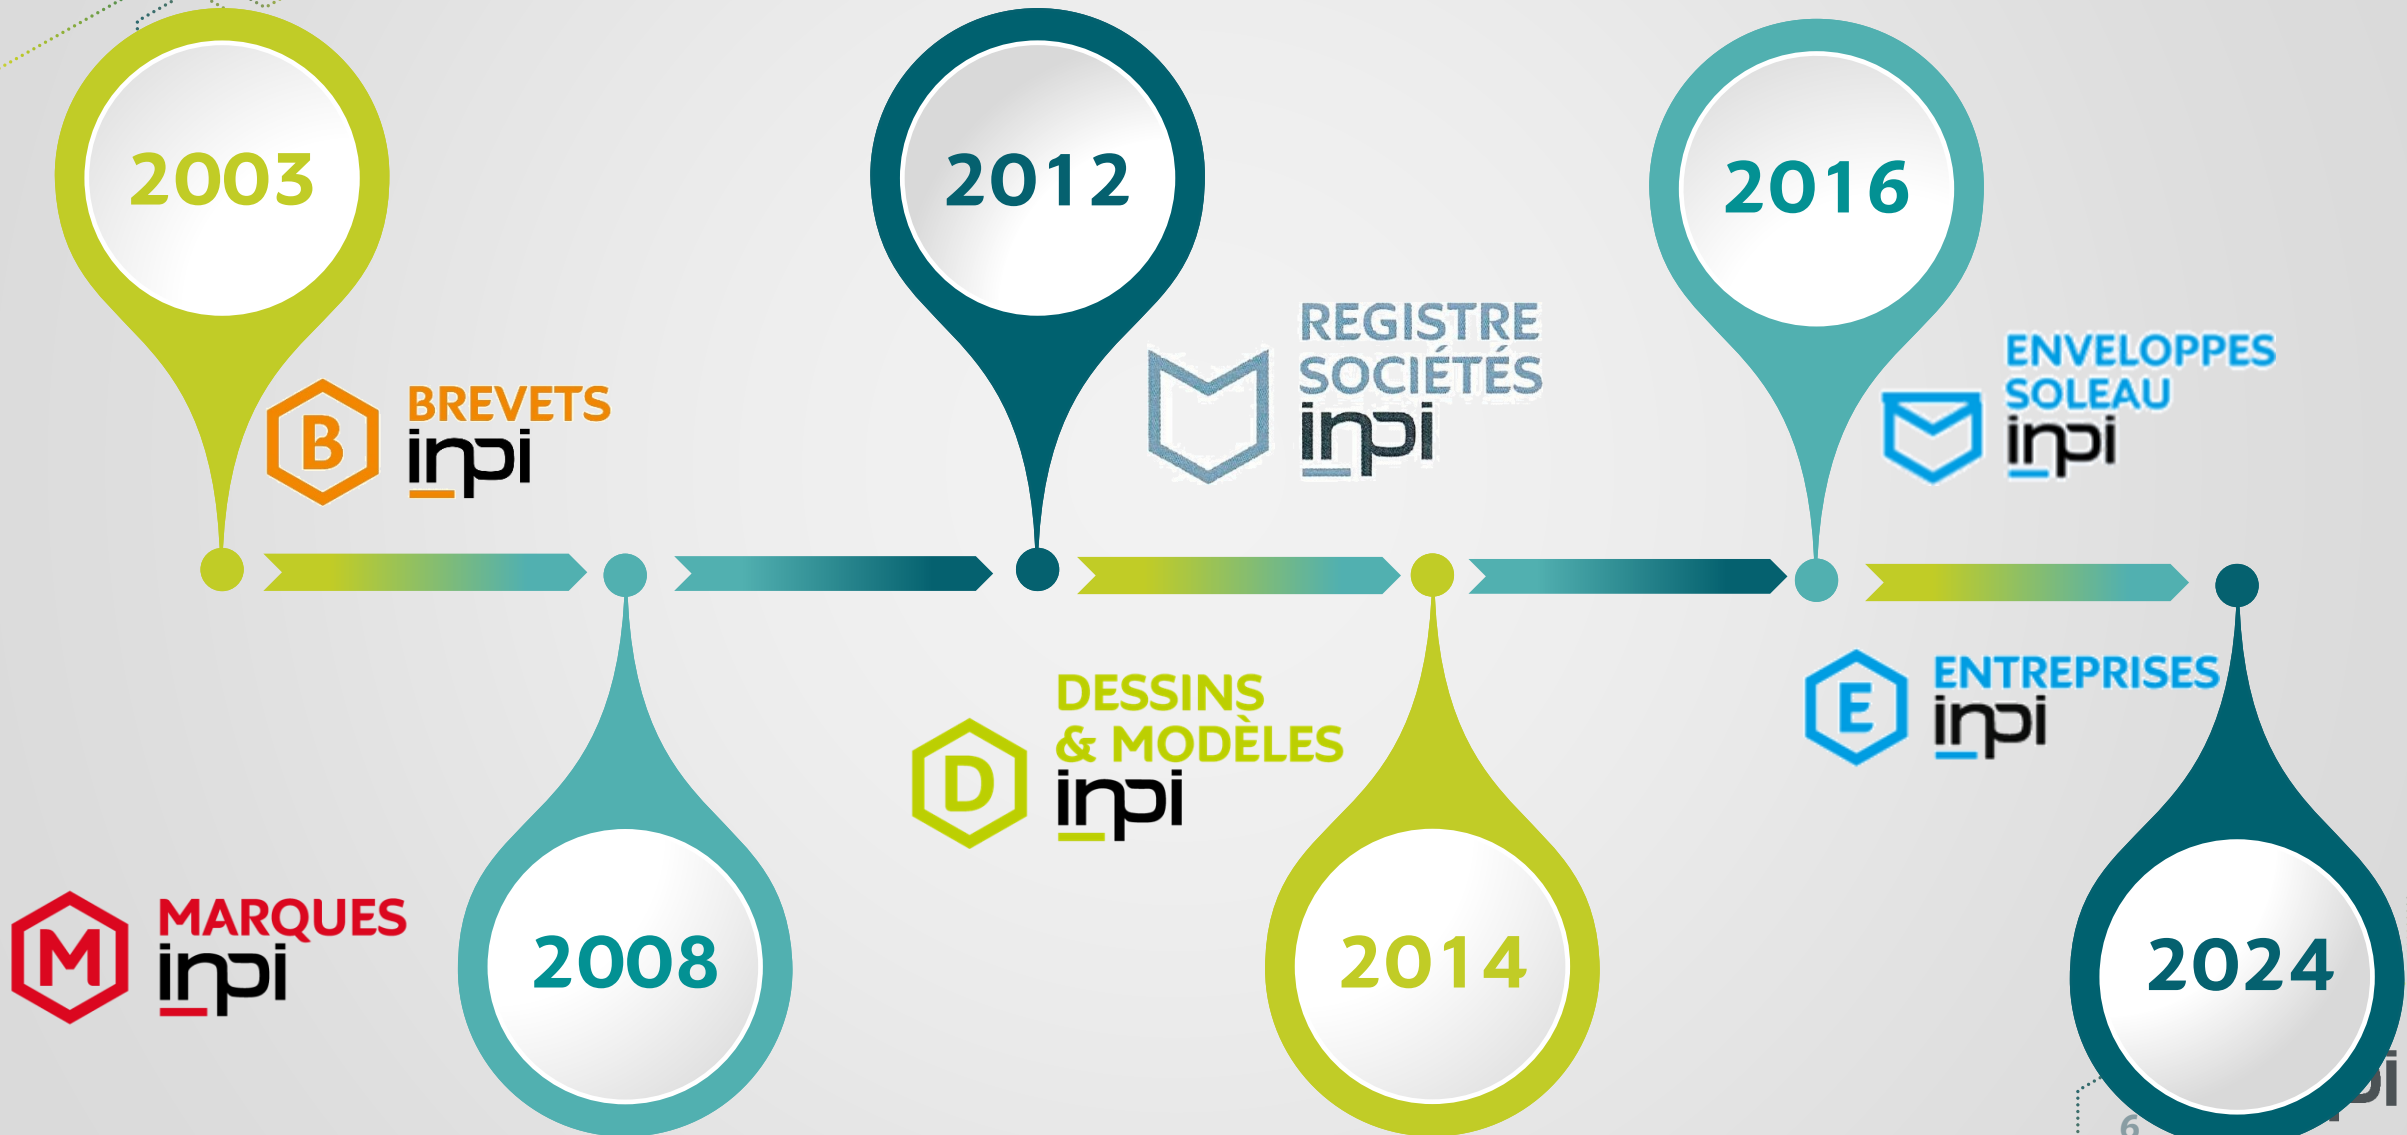 2003
B
BREVETS
inpi
2012
REGISTRE
SOCIÉTÉS
inpi
2016
ENVELOPPES
SOLEAU
inpi
M
MARQUES
inpi
2008
D
DESSINS
& MODÈLES
inpi
2014
E
ENTREPRISES
inpi
2024
6